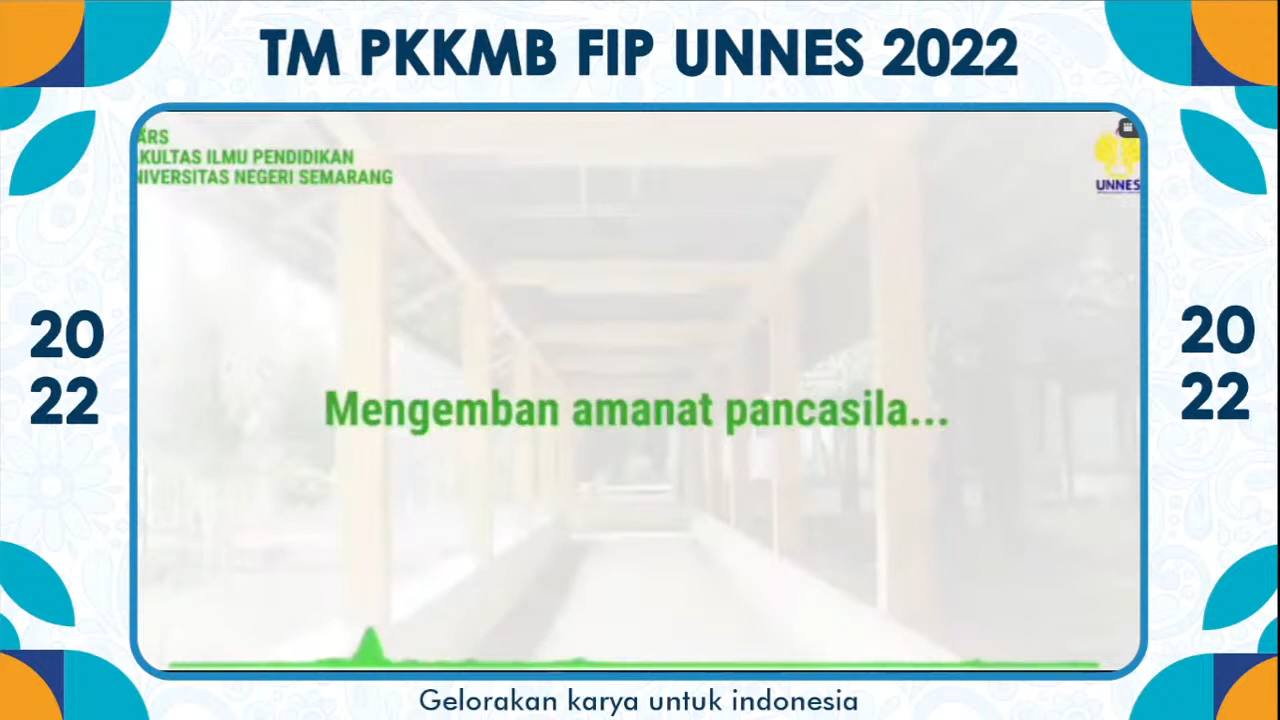 TM PKKMB FIP UNNES 2022
ARS
AKULTAS ILMU PENDIDIKAN
NIVERSITAS NEGERI SEMARANG
UNNES
20
22
20
22
Mengemban amanat pancasila...
Gelorakan karya untuk indonesia